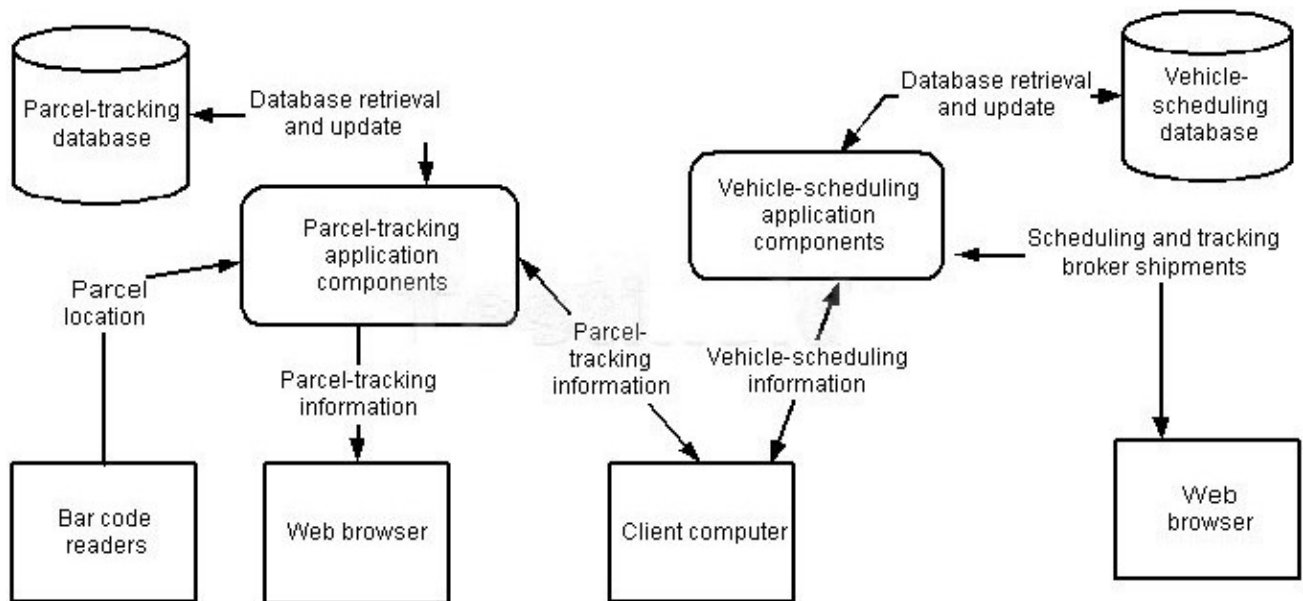 Parcel-tracking
database
Database retrieval
and update
Database retrieval
and update
Vehicle-
scheduling
database
Parcel-tracking
application
components
Vehicle-scheduling
application
components
Scheduling and tracking
broker shipments
Parcel
location
Parcel-tracking
information
Parcel-
tracking
information
Vehicle-scheduling
information
Bar code
readers
Web browser
Client computer
Web
browser